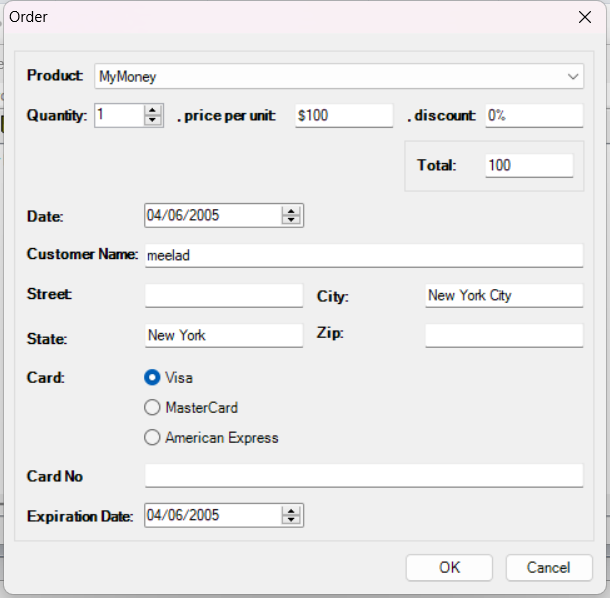 Order
Product: MyMoney
Quantity: 1 , price per unit: $100 , discount: 0%
Total: 100
Date: 04/06/2005
Customer Name: meelad
Street: City: New York City
State: New York Zip:
Card: Visa
MasterCard
American Express
Card No
Expiration Date: 04/06/2005
OK Cancel